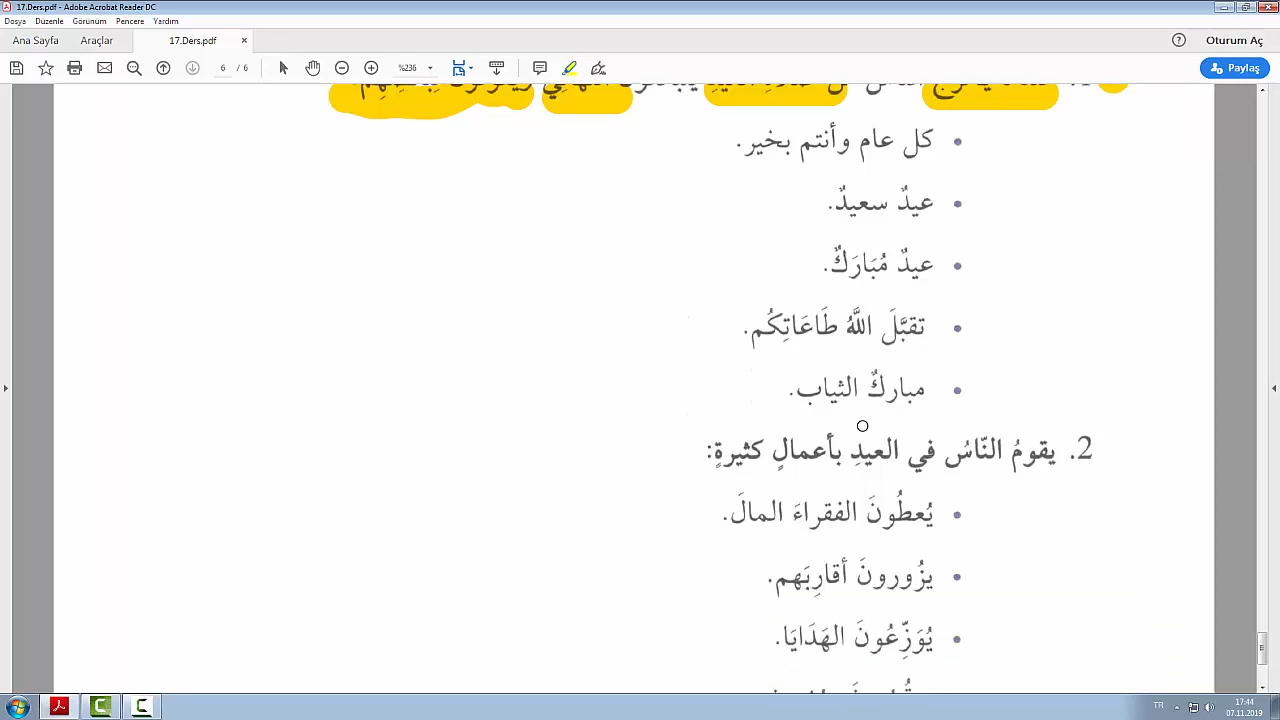 17.Ders.pdf - Adobe Acrobat Reader DC
Dosya Düzenle Görünüm Pencere Yardım
Ana Sayfa Araçlar 17.Ders.pdf × Oturum Aç
6 / 6 %236 Paylaş
كل عام وأنتم بخير.
عيدٌ سعيدٌ.
عيدٌ مُبَارَكٌ.
تقبَّلَ اللَّهُ طَاعَاتِكُم.
مباركٌ الثياب.
2. يقومُ النّاسُ في العيدِ بأعمالٍ كثيرةٍ:
يُعطُونَ الفقراءَ المالَ.
يزُورونَ أقارِبَهم.
يُوَزِّعُونَ الهَدَايَا.
TR 17:44
07.11.2019